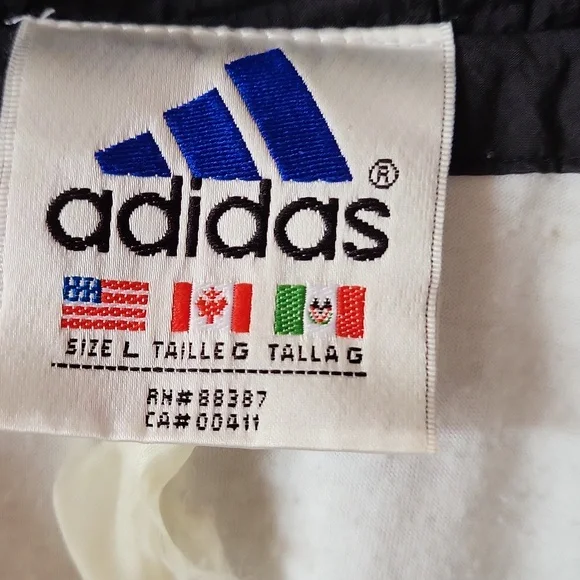 adidas®
SIZE L TAILLE G TALLA G
RN# 88387
CA# 00411